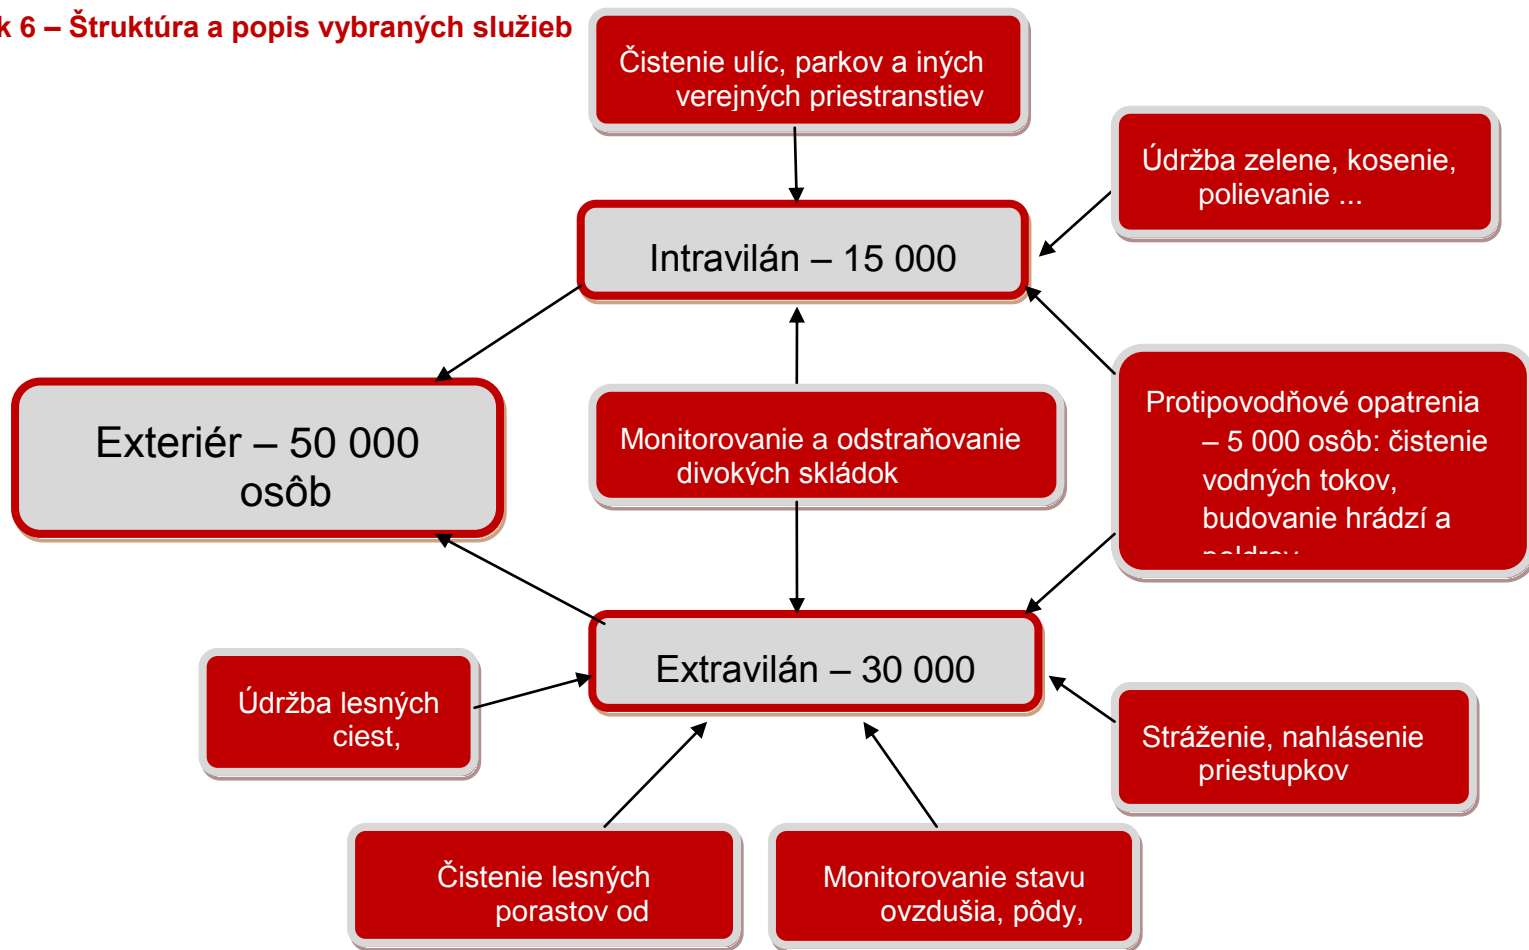 k 6 – Štruktúra a popis vybraných služieb
Čistenie ulíc, parkov a iných
verejných priestranstiev
Údržba zelene, kosenie,
polievanie ...
Intravilán – 15 000
Exteriér – 50 000
osôb
Monitorovanie a odstraňovanie
divokých skládok
Protipovodňové opatrenia
– 5 000 osôb: čistenie
vodných tokov,
budovanie hrádzí a
Extravilán – 30 000
Údržba lesných
ciest,
Stráženie, nahlásenie
priestupkov
Čistenie lesných
porastov od
Monitorovanie stavu
ovzdušia, pôdy,